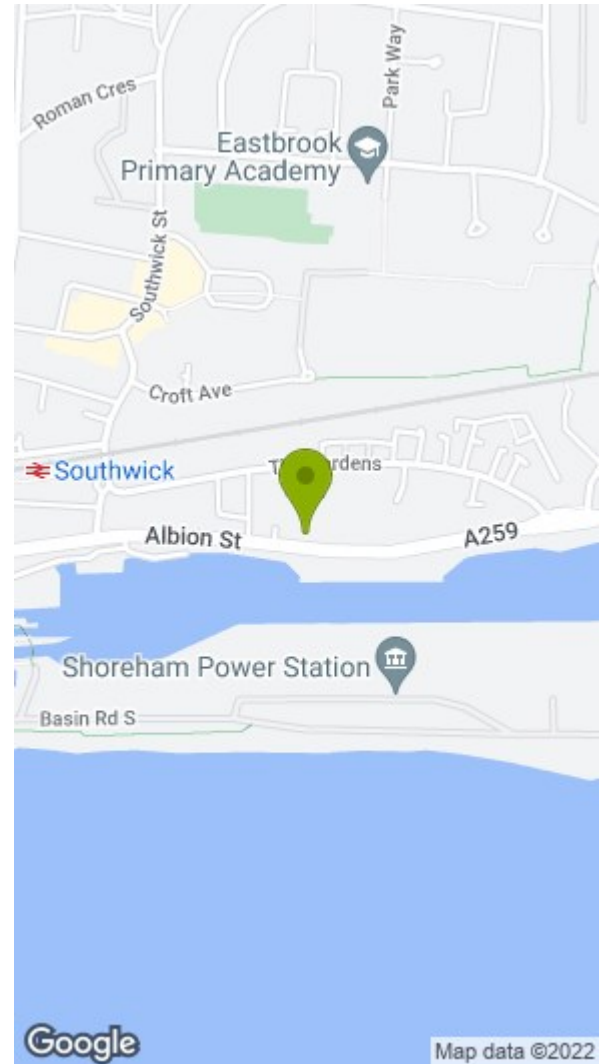 Park Way
Roman Cres
Eastbrook
Primary Academy
Southwick St
Croft Ave
Southwick
Albion St
A259
Shoreham Power Station
Basin Rd S
Google
Map data ©2022